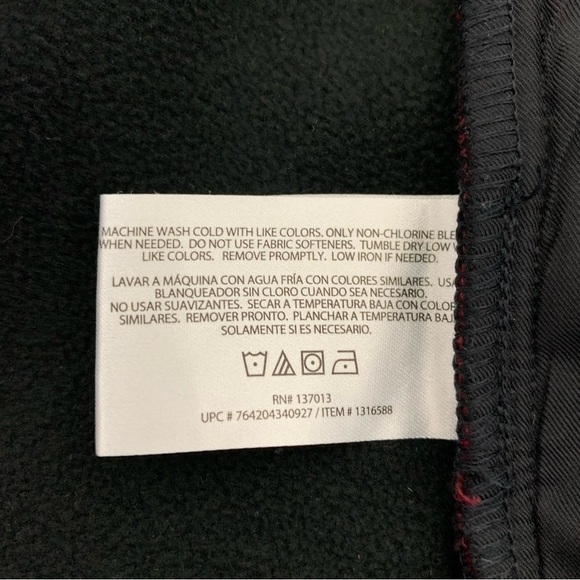 MACHINE WASH COLD WITH LIKE COLORS. ONLY NON-CHLORINE BLE
WHEN NEEDED. DO NOT USE FABRIC SOFTENERS. TUMBLE DRY LOW W
LIKE COLORS. REMOVE PROMPTLY. LOW IRON IF NEEDED.
LAVAR A MÁQUINA CON AGUA FRÍA CON COLORES SIMILARES. USA
BLANQUEADOR SIN CLORO CUANDO SEA NECESARIO.
NO USAR SUAVIZANTES. SECAR A TEMPERATURA BAJA CON COLOR
SIMILARES. REMOVER PRONTO. PLANCHAR A TEMPERATURA BAJ
SOLAMENTE SI ES NECESARIO.
RN# 137013
UPC # 764204340927 / ITEM # 1316588